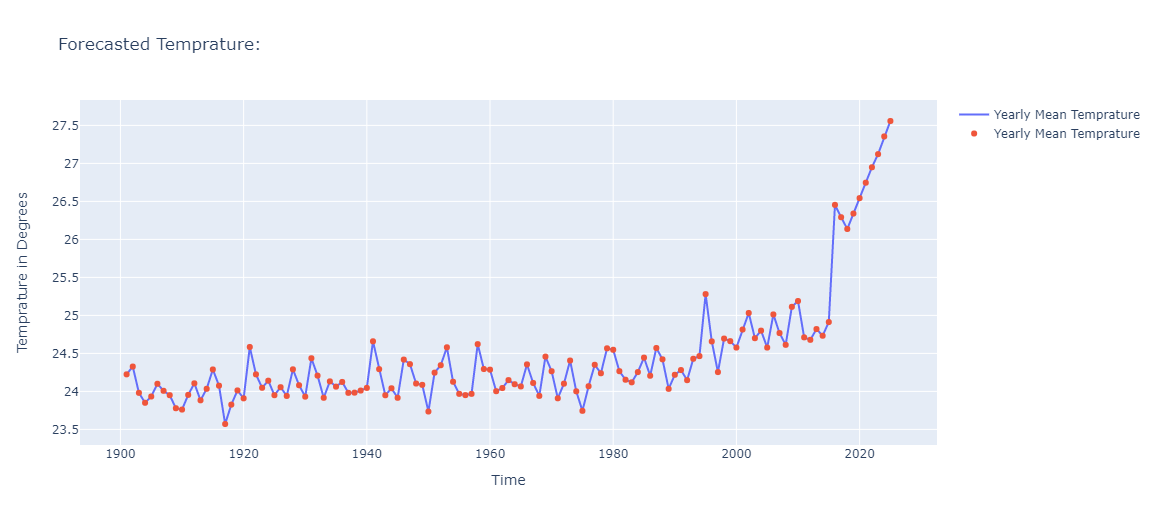 Forecasted Temprature:
Yearly Mean Temprature
Yearly Mean Temprature
Temprature in Degrees
27.5
27
26.5
26
25.5
25
24.5
24
23.5
1900 1920 1940 1960 1980 2000 2020
Time